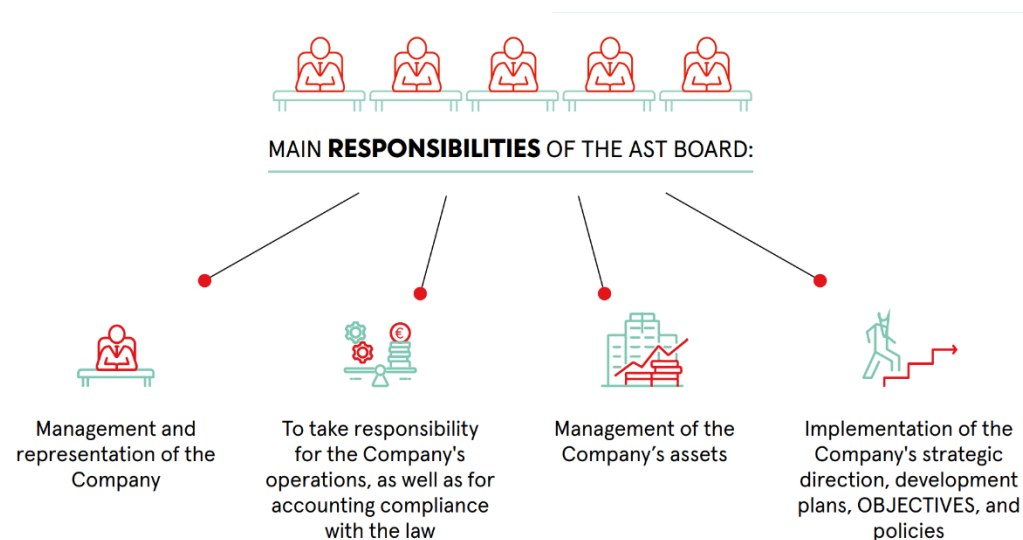 MAIN RESPONSIBILITIES OF THE AST BOARD:
€
Management and
representation of the
Company
To take responsibility
for the Company's
operations, as well as for
accounting compliance
with the law
Management of the
Company’s assets
Implementation of the
Company's strategic
direction, development
plans, OBJECTIVES, and
policies